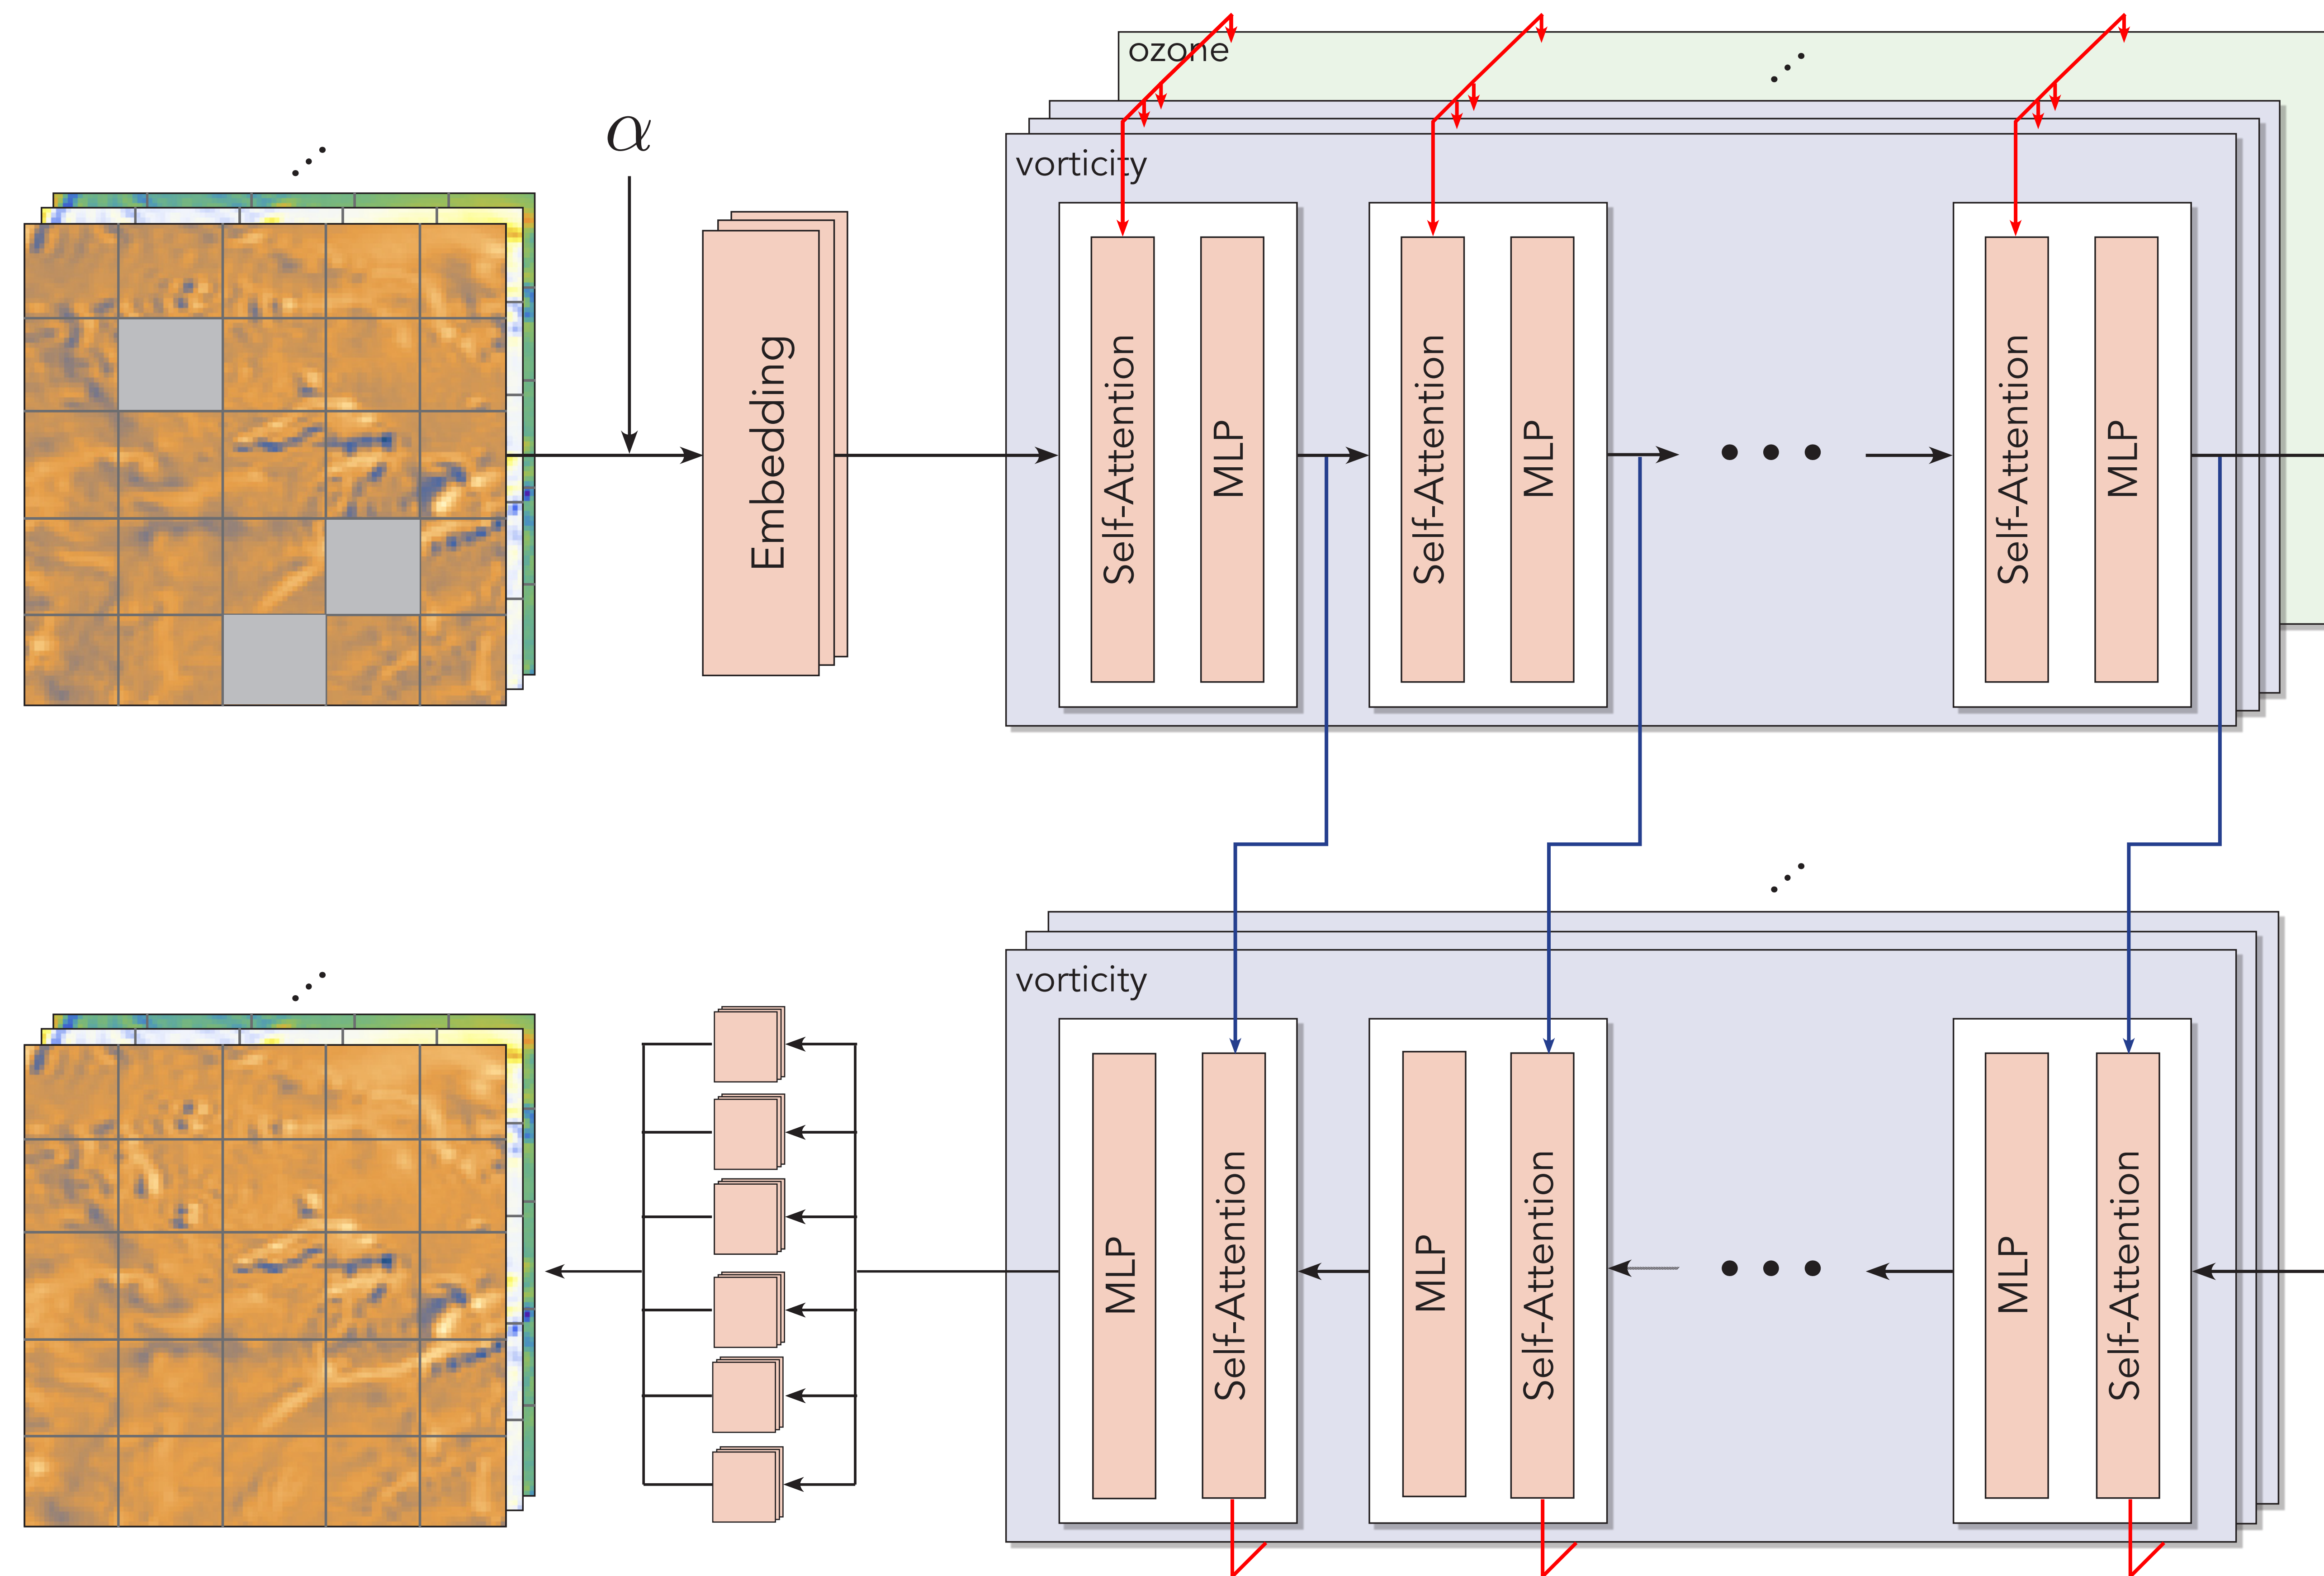 ozone
α
vorticity
Embedding
Self-Attention
MLP
Self-Attention
MLP
Self-Attention
MLP
vorticity
MLP
Self-Attention
MLP
Self-Attention
MLP
Self-Attention